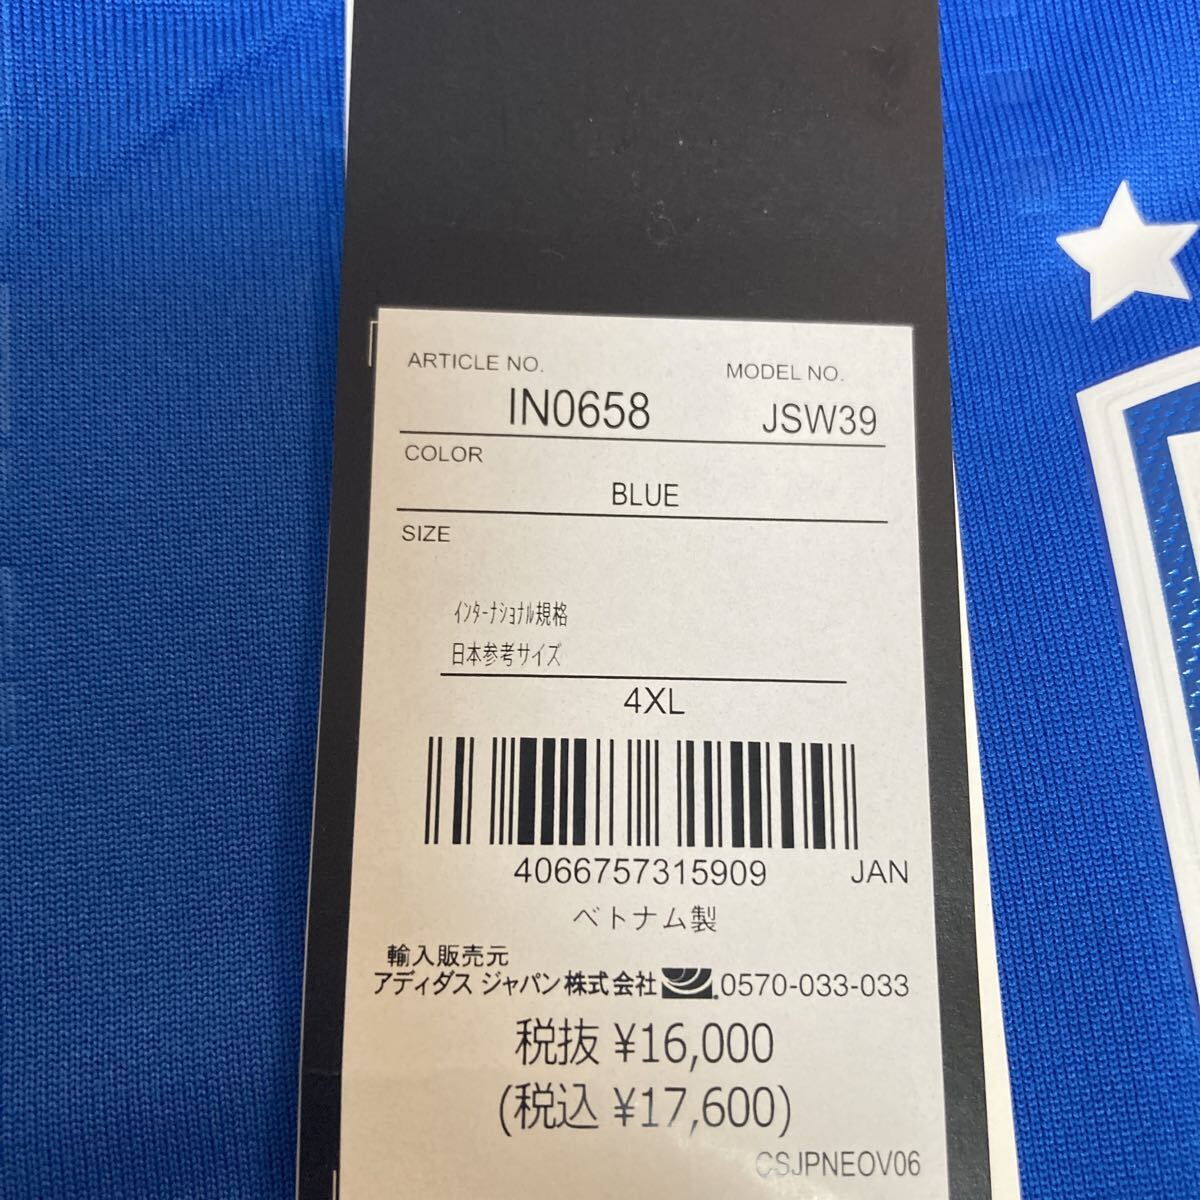 ARTICLE NO. MODEL NO.
IN0658 JSW39
COLOR
BLUE
SIZE
ｲﾝﾀｰﾅｼｮﾅﾙ規格
日本参考サイズ
4XL
4066757315909 JAN
ベトナム製
輸入販売元
アディダス ジャパン株式会社 0570-033-033
税抜 ¥16,000
(税込 ¥17,600)
CSJPNEOV06